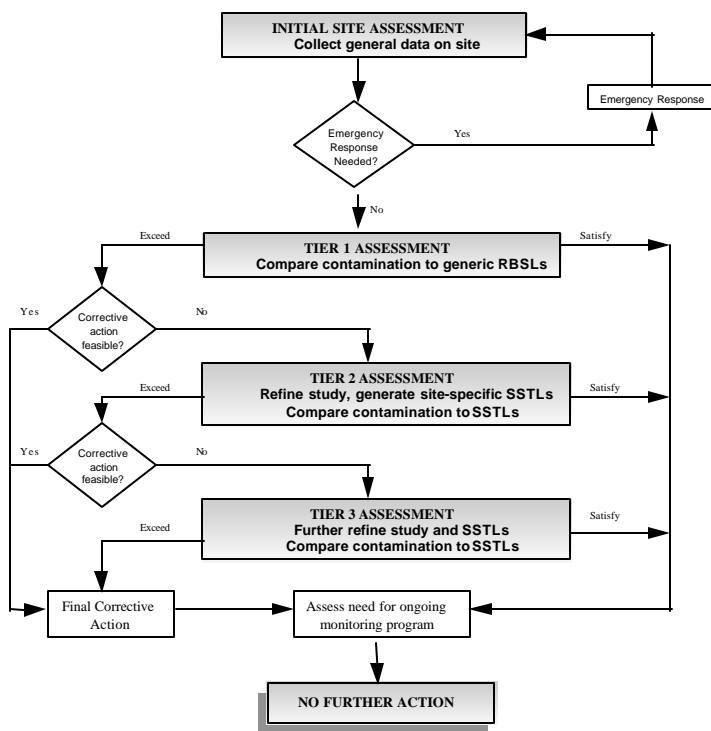 INITIAL SITE ASSESSMENT
Collect general data on site
Emergency Response
Emergency
Response
Needed?
Yes
No
Exceed
TIER 1 ASSESSMENT
Compare contamination to generic RBSLs
Satisfy
Yes
Corrective
action
feasible?
No
Exceed
TIER 2 ASSESSMENT
Refine study, generate site-specific SSTLs
Compare contamination to SSTLs
Satisfy
Yes
Corrective
action
feasible?
No
Exceed
TIER 3 ASSESSMENT
Further refine study and SSTLs
Compare contamination to SSTLs
Satisfy
Final Corrective
Action
Assess need for ongoing
monitoring program
NO FURTHER ACTION